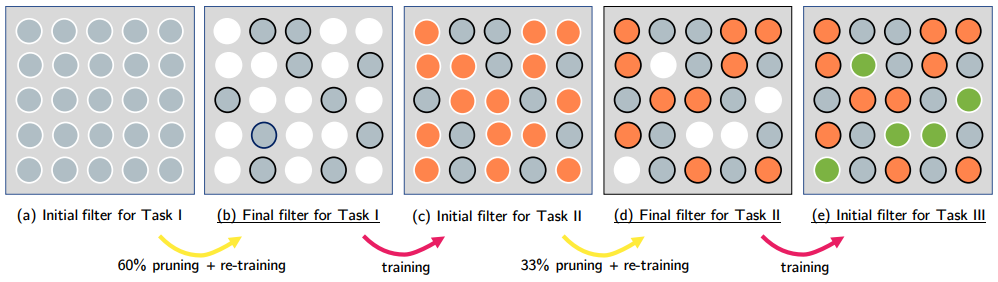 (a) Initial filter for Task I
(b) Final filter for Task I
(c) Initial filter for Task II
(d) Final filter for Task II
(e) Initial filter for Task III
60% pruning + re-training
training
33% pruning + re-training
training